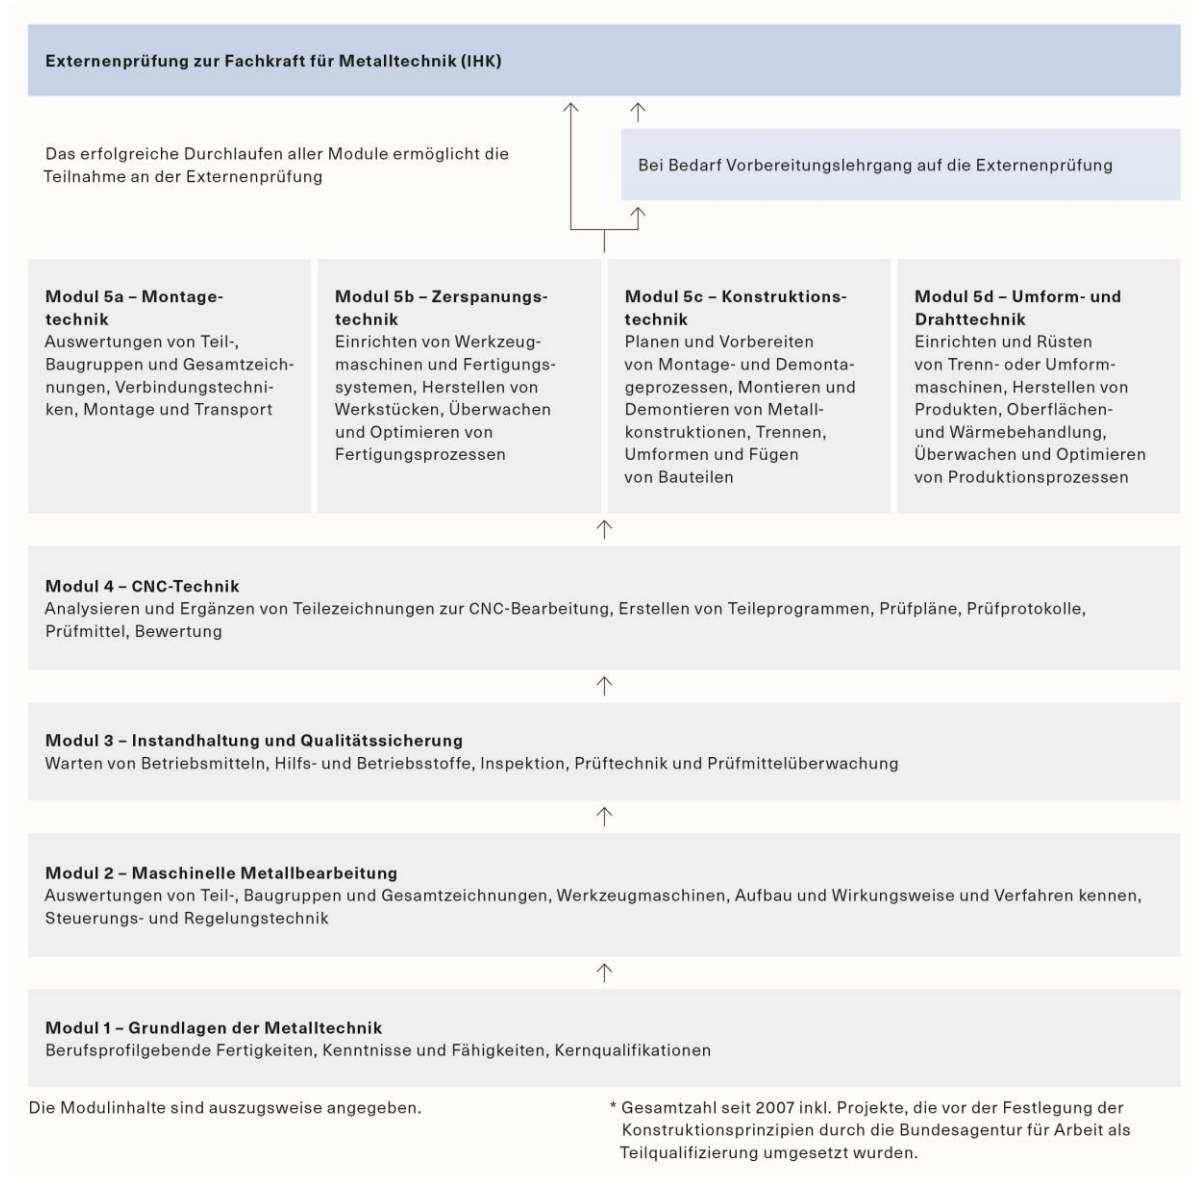 Externenprüfung zur Fachkraft für Metalltechnik (IHK)
Das erfolgreiche Durchlaufen aller Module ermöglicht die
Teilnahme an der Externenprüfung
Bei Bedarf Vorbereitungslehrgang auf die Externenprüfung
Modul 5a – Montage-
technik
Auswertungen von Teil-,
Baugruppen und Gesamtzeich-
nungen, Verbindungstechni-
ken, Montage und Transport
Modul 5b – Zerspanungs-
technik
Einrichten von Werkzeug-
maschinen und Fertigungs-
systemen, Herstellen von
Werkstücken, Überwachen
und Optimieren von
Fertigungsprozessen
Modul 5c – Konstruktions-
technik
Planen und Vorbereiten
von Montage- und Demonta-
geprozessen, Montieren und
Demontieren von Metall-
konstruktionen, Trennen,
Umformen und Fügen
von Bauteilen
Modul 5d – Umform- und
Drahttechnik
Einrichten und Rüsten
von Trenn- oder Umform-
maschinen, Herstellen von
Produkten, Oberflächen-
und Wärmebehandlung,
Überwachen und Optimieren
von Produktionsprozessen
Modul 4 – CNC-Technik
Analysieren und Ergänzen von Teilezeichnungen zur CNC-Bearbeitung, Erstellen von Teileprogrammen, Prüfpläne, Prüfprotokolle,
Prüfmittel, Bewertung
Modul 3 – Instandhaltung und Qualitätssicherung
Warten von Betriebsmitteln, Hilfs- und Betriebsstoffe, Inspektion, Prüftechnik und Prüfmittelüberwachung
Modul 2 – Maschinelle Metallbearbeitung
Auswertungen von Teil-, Baugruppen und Gesamtzeichnungen, Werkzeugmaschinen, Aufbau und Wirkungsweise und Verfahren kennen,
Steuerungs- und Regelungstechnik
Modul 1 – Grundlagen der Metalltechnik
Berufsprofilgebende Fertigkeiten, Kenntnisse und Fähigkeiten, Kernqualifikationen
Die Modulinhalte sind auszugsweise angegeben.
* Gesamtzahl seit 2007 inkl. Projekte, die vor der Festlegung der
Konstruktionsprinzipien durch die Bundesagentur für Arbeit als
Teilqualifizierung umgesetzt wurden.